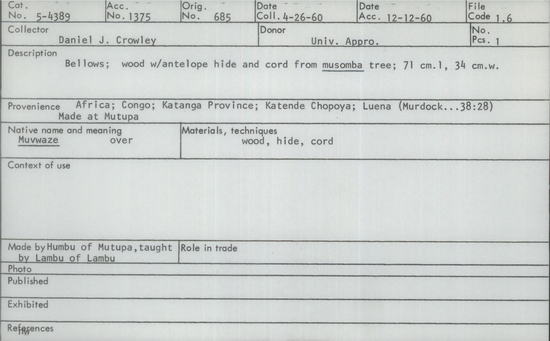 Cat. No. 5-4389 Acc. No. 1375 Orig. No. 685 Date Coll. 4-26-60 Date Acc. 12-12-60 File Code 1.6
Collector Daniel J. Crowley Donor Univ. Appro. No. Pcs. 1
Description
Bellows; wood w/antelope hide and cord from musomba tree; 71 cm.l, 34 cm.w.
Provenience Africa; Congo; Katanga Province; Katende Chopoya; Luena (Murdock...38:28)
Made at Mutupa
Native name and meaning
Muvwaze over
Materials, techniques
wood, hide, cord
Context of use
Made by Humbu of Mutupa, taught
by Lambu of Lambu
Role in trade
Photo
Published
Exhibited
References